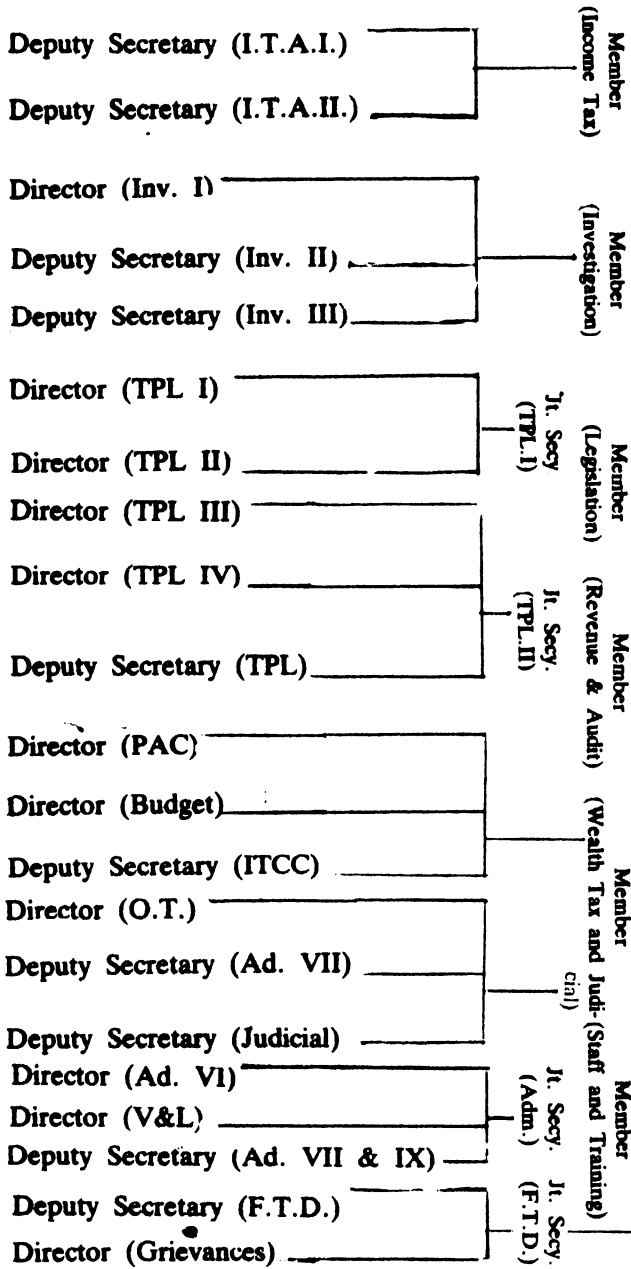 Deputy Secretary (I.T.A.I.)
Deputy Secretary (I.T.A.II.)
Member
(Income Tax)
Director (Inv. I)
Deputy Secretary (Inv. II)
Deputy Secretary (Inv. III)
Member
(Investigation)
Director (TPL I)
Director (TPL II)
Jt. Secy
(TPL.I)
Member
(Legislation)
Director (TPL III)
Director (TPL IV)
Deputy Secretary (TPL)
Jt. Secy.
(TPL.II)
Member
(Revenue & Audit)
Director (PAC)
Director (Budget)
Deputy Secretary (ITCC)
Director (O.T.)
Deputy Secretary (Ad. VII)
Deputy Secretary (Judicial)
Member
(Wealth Tax and Judi-
cial)
Director (Ad. VI)
Director (V&L)
Deputy Secretary (Ad. VII & IX)
Jt. Secy.
(Adm.)
Member
(Staff and Training)
Deputy Secretary (F.T.D.)
Director (Grievances)
Jt. Secy.
(F.T.D.)